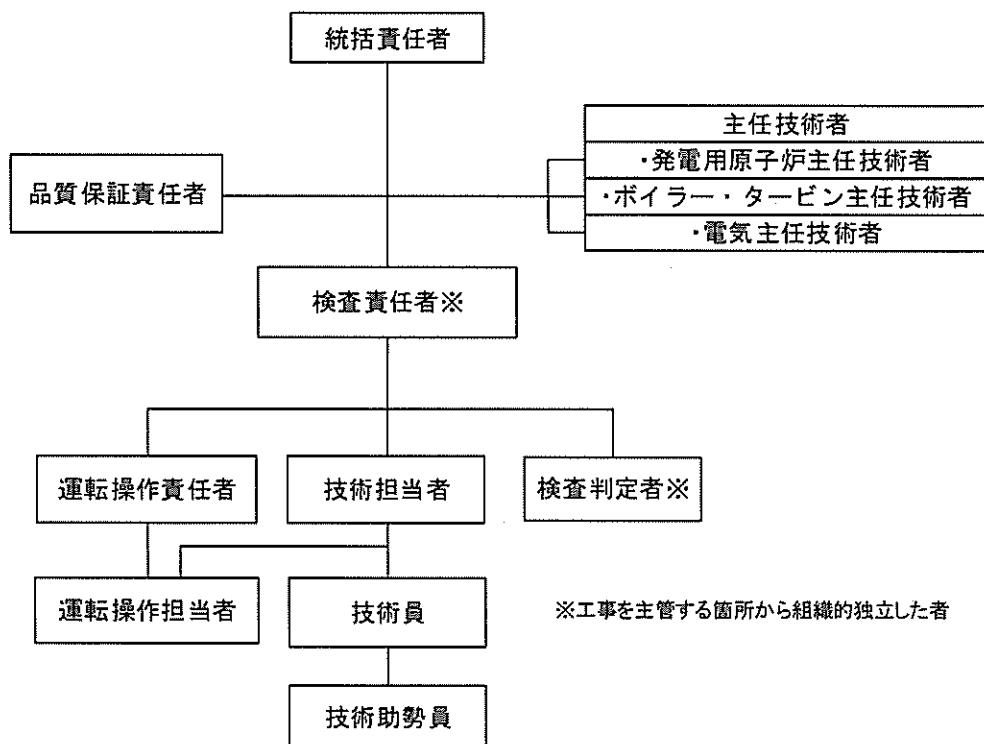 統括責任者
主任技術者
・発電用原子炉主任技術者
品質保証責任者
・ボイラー・タービン主任技術者
・電気主任技術者
検査責任者※
運転操作責任者
技術担当者
検査判定者※
運転操作担当者
技術員
※工事を主管する箇所から組織的独立した者
技術助勢員